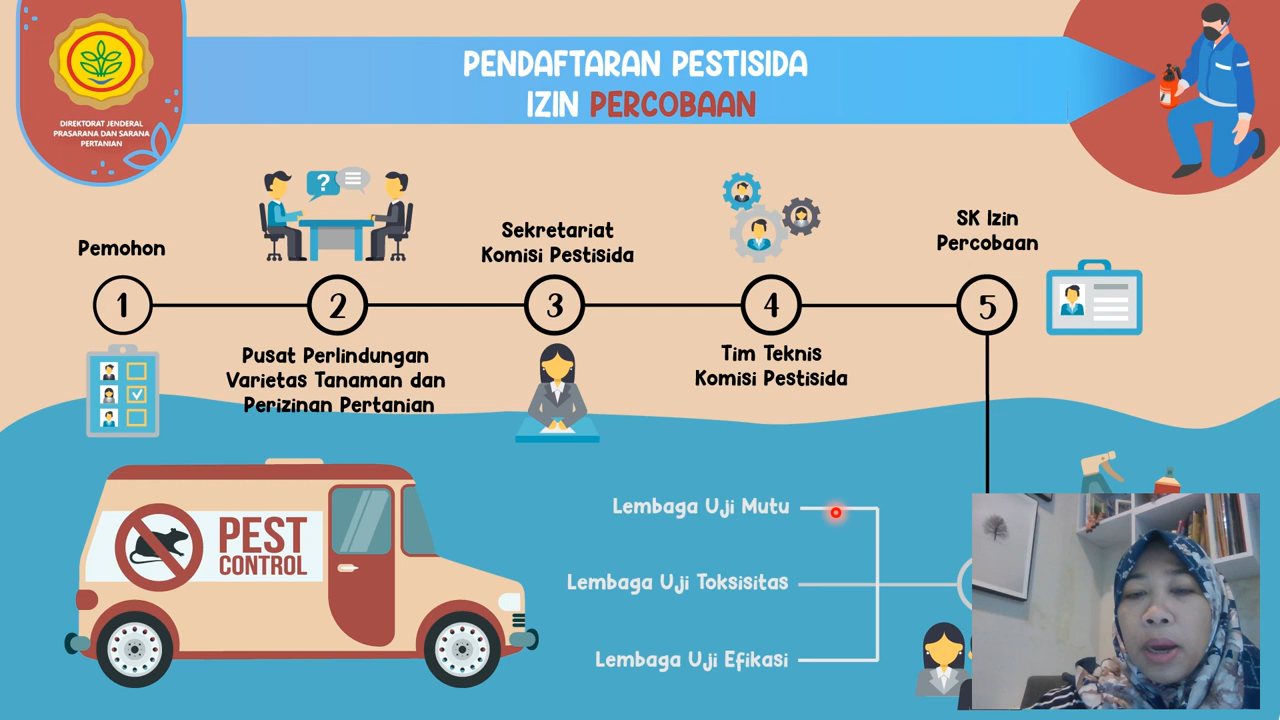 DIREKTORAT JENDERAL
PRASARANA DAN SARANA
PERTANIAN
PENDAFTARAN PESTISIDA
IZIN PERCOBAAN
Pemohon
1
2
Pusat Perlindungan
Varietas Tanaman dan
Perizinan Pertanian
?
Sekretariat
Komisi Pestisida
3
4
Tim Teknis
Komisi Pestisida
SK Izin
Percobaan
5
PEST
CONTROL
Lembaga Uji Mutu
Lembaga Uji Toksisitas
Lembaga Uji Efikasi